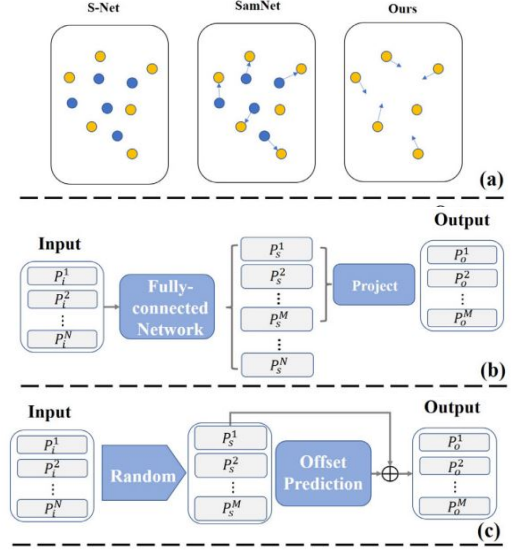 S-Net SamNet Ours
(a)
Input
Output
P_i^1
P_i^2
⋮
P_i^N
Fully-
connected
Network
P_s^1
P_s^2
⋮
P_s^M
⋮
P_s^N
Project
P_o^1
P_o^2
⋮
P_o^M
(b)
Input
Output
P_i^1
P_i^2
⋮
P_i^N
Random
P_s^1
P_s^2
⋮
P_s^M
Offset
Prediction
P_o^1
P_o^2
⋮
P_o^M
(c)